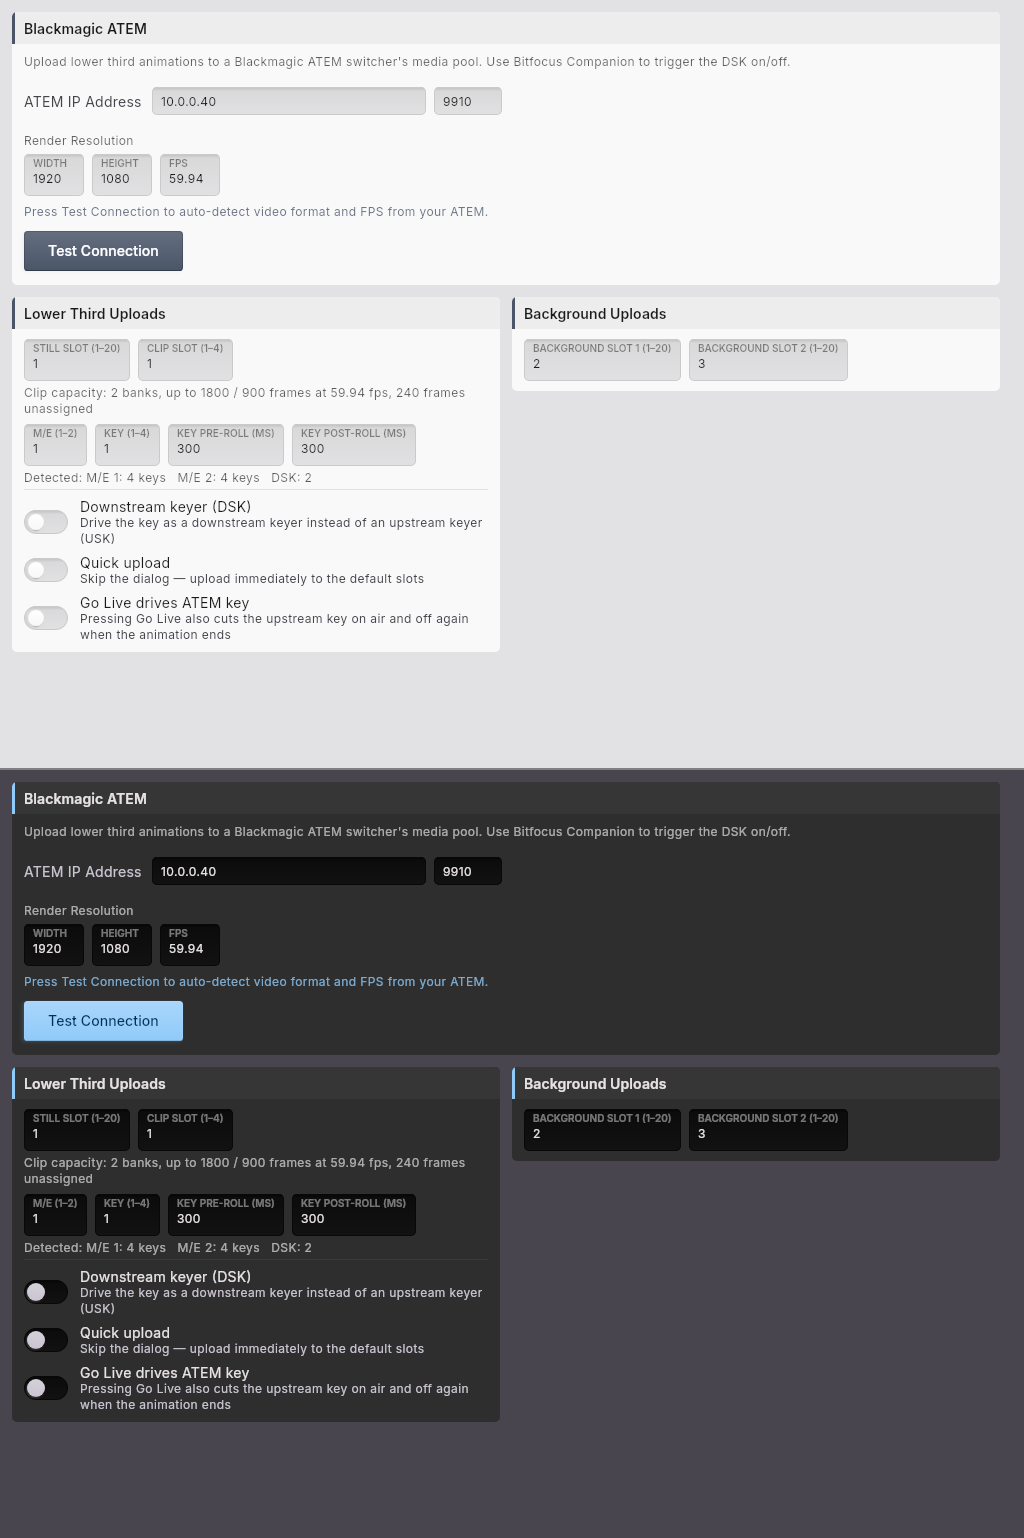 Blackmagic ATEM
Upload lower third animations to a Blackmagic ATEM switcher's media pool. Use Bitfocus Companion to trigger the DSK on/off.
ATEM IP Address 10.0.0.40 9910
Render Resolution
WIDTH HEIGHT FPS
1920 1080 59.94
Press Test Connection to auto-detect video format and FPS from your ATEM.
Test Connection
Lower Third Uploads
STILL SLOT (1–20) CLIP SLOT (1–4)
1 1
Clip capacity: 2 banks, up to 1800 / 900 frames at 59.94 fps, 240 frames
unassigned
M/E (1–2) KEY (1–4) KEY PRE-ROLL (MS) KEY POST-ROLL (MS)
1 1 300 300
Detected: M/E 1: 4 keys M/E 2: 4 keys DSK: 2
Downstream keyer (DSK)
Drive the key as a downstream keyer instead of an upstream keyer
(USK)
Quick upload
Skip the dialog — upload immediately to the default slots
Go Live drives ATEM key
Pressing Go Live also cuts the upstream key on air and off again
when the animation ends
Background Uploads
BACKGROUND SLOT 1 (1–20) BACKGROUND SLOT 2 (1–20)
2 3
Blackmagic ATEM
Upload lower third animations to a Blackmagic ATEM switcher's media pool. Use Bitfocus Companion to trigger the DSK on/off.
ATEM IP Address 10.0.0.40 9910
Render Resolution
WIDTH HEIGHT FPS
1920 1080 59.94
Press Test Connection to auto-detect video format and FPS from your ATEM.
Test Connection
Lower Third Uploads
STILL SLOT (1–20) CLIP SLOT (1–4)
1 1
Clip capacity: 2 banks, up to 1800 / 900 frames at 59.94 fps, 240 frames
unassigned
M/E (1–2) KEY (1–4) KEY PRE-ROLL (MS) KEY POST-ROLL (MS)
1 1 300 300
Detected: M/E 1: 4 keys M/E 2: 4 keys DSK: 2
Downstream keyer (DSK)
Drive the key as a downstream keyer instead of an upstream keyer
(USK)
Quick upload
Skip the dialog — upload immediately to the default slots
Go Live drives ATEM key
Pressing Go Live also cuts the upstream key on air and off again
when the animation ends
Background Uploads
BACKGROUND SLOT 1 (1–20) BACKGROUND SLOT 2 (1–20)
2 3